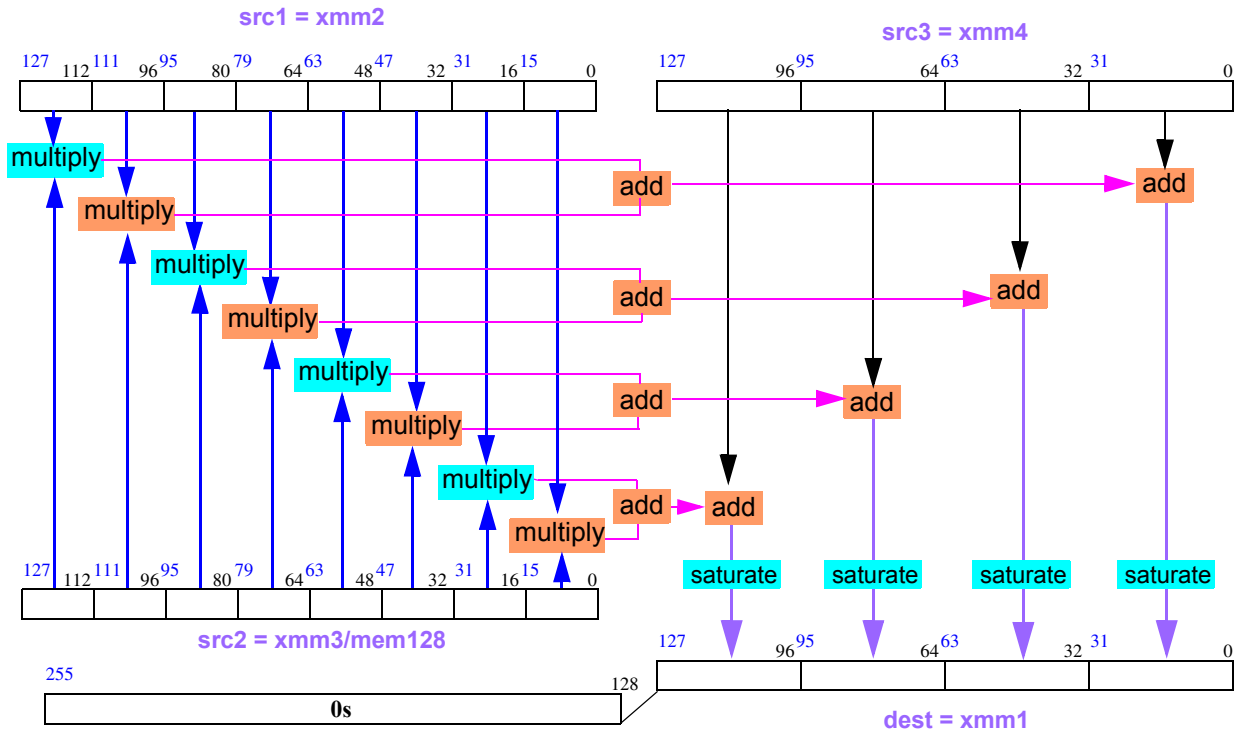 src1 = xmm2
src3 = xmm4
127 112 111 96 95 80 79 64 63 48 47 32 31 16 15 0
127 96 95 64 63 32 31 0
multiply
add
add
multiply
multiply
add
add
multiply
multiply
add
add
multiply
multiply
add
add
multiply
saturate
saturate
saturate
saturate
127 112 111 96 95 80 79 64 63 48 47 32 31 16 15 0
src2 = xmm3/mem128
127 96 95 64 63 32 31 0
255
128
0s
dest = xmm1